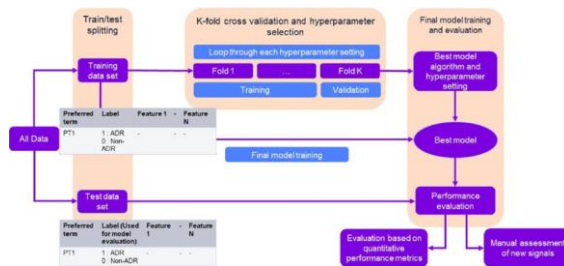 Train/test
splitting
K-fold cross validation and hyperparameter
selection
Final model training
and evaluation
Loop through each hyperparameter setting
Training
data set
Fold 1
...
Fold K
Best model
algorithm and
hyperparameter
setting
Training
Validation
Preferred term
Label
Feature 1
-
Feature N
PT1
1 : ADR
0 : Non-ADR
-
-
-
All Data
Best model
Final model training
Test data
set
Performance
evaluation
Preferred term
Label (Used for model evaluation)
Feature 1
-
Feature N
PT1
1 : ADR
0 : Non-ADR
Evaluation based on
quantitative
performance metrics
Manual assessment
of new signals